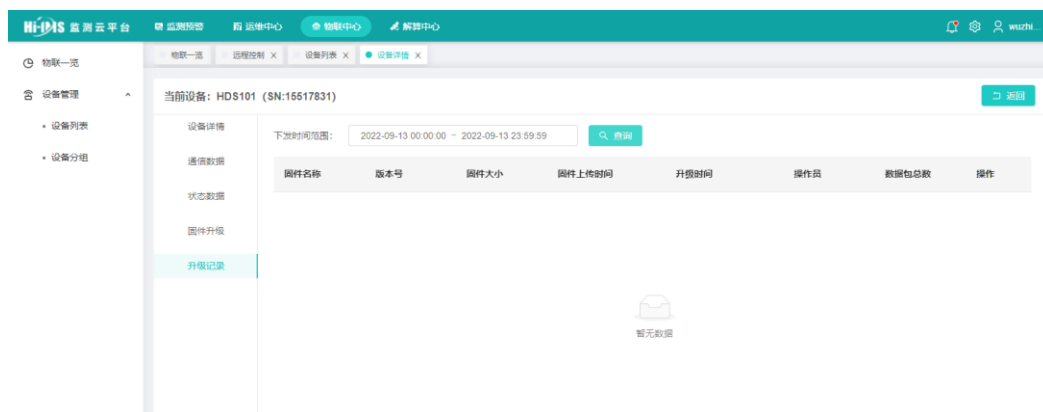 Hi-IMS 监测云平台 监测预警 运维中心 物联中心 解算中心 wuzhi...
物联一览 远程控制 × 设备列表 × 设备详情 ×
物联一览
设备管理
设备列表
设备分组
当前设备: HDS101 (SN:15517831) 返回
设备详情
通信数据
状态数据
固件升级
升级记录
下发时间范围: 2022-09-13 00:00:00 ~ 2022-09-13 23:59:59 查询
固件名称 版本号 固件大小 固件上传时间 升级时间 操作员 数据包总数 操作
暂无数据